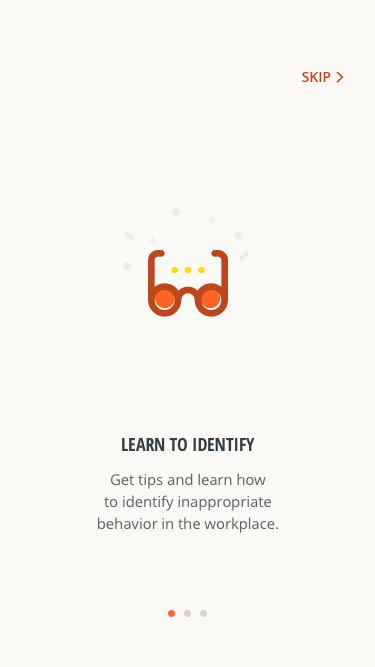 SKIP
LEARN TO IDENTIFY
Get tips and learn how
to identify inappropriate
behavior in the workplace.